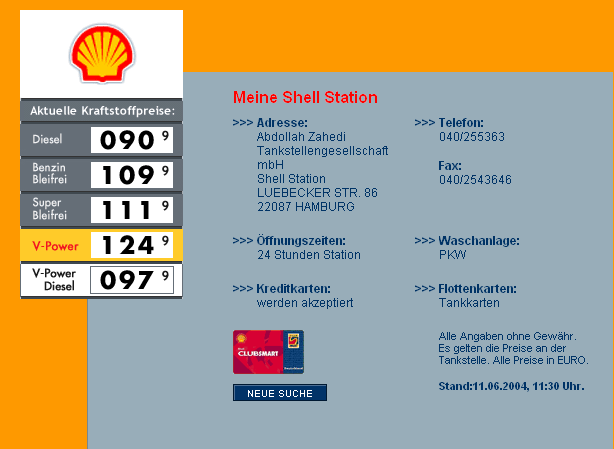 Aktuelle Kraftstoffpreise:
Diesel 090 9
Benzin
Bleifrei 109 9
Super
Bleifrei 111 9
V-Power 124 9
V-Power
Diesel 097 9
Meine Shell Station
>>> Adresse:
Abdollah Zahedi
Tankstellengesellschaft
mbH
Shell Station
LUEBECKER STR. 86
22087 HAMBURG
>>> Telefon:
040/255363
Fax:
040/2543646
>>> Öffnungszeiten:
24 Stunden Station
>>> Waschanlage:
PKW
>>> Kreditkarten:
werden akzeptiert
>>> Flottenkarten:
Tankkarten
CLUBSMART
NEUE SUCHE
Alle Angaben ohne Gewähr.
Es gelten die Preise an der
Tankstelle. Alle Preise in EURO.
Stand:11.06.2004, 11:30 Uhr.